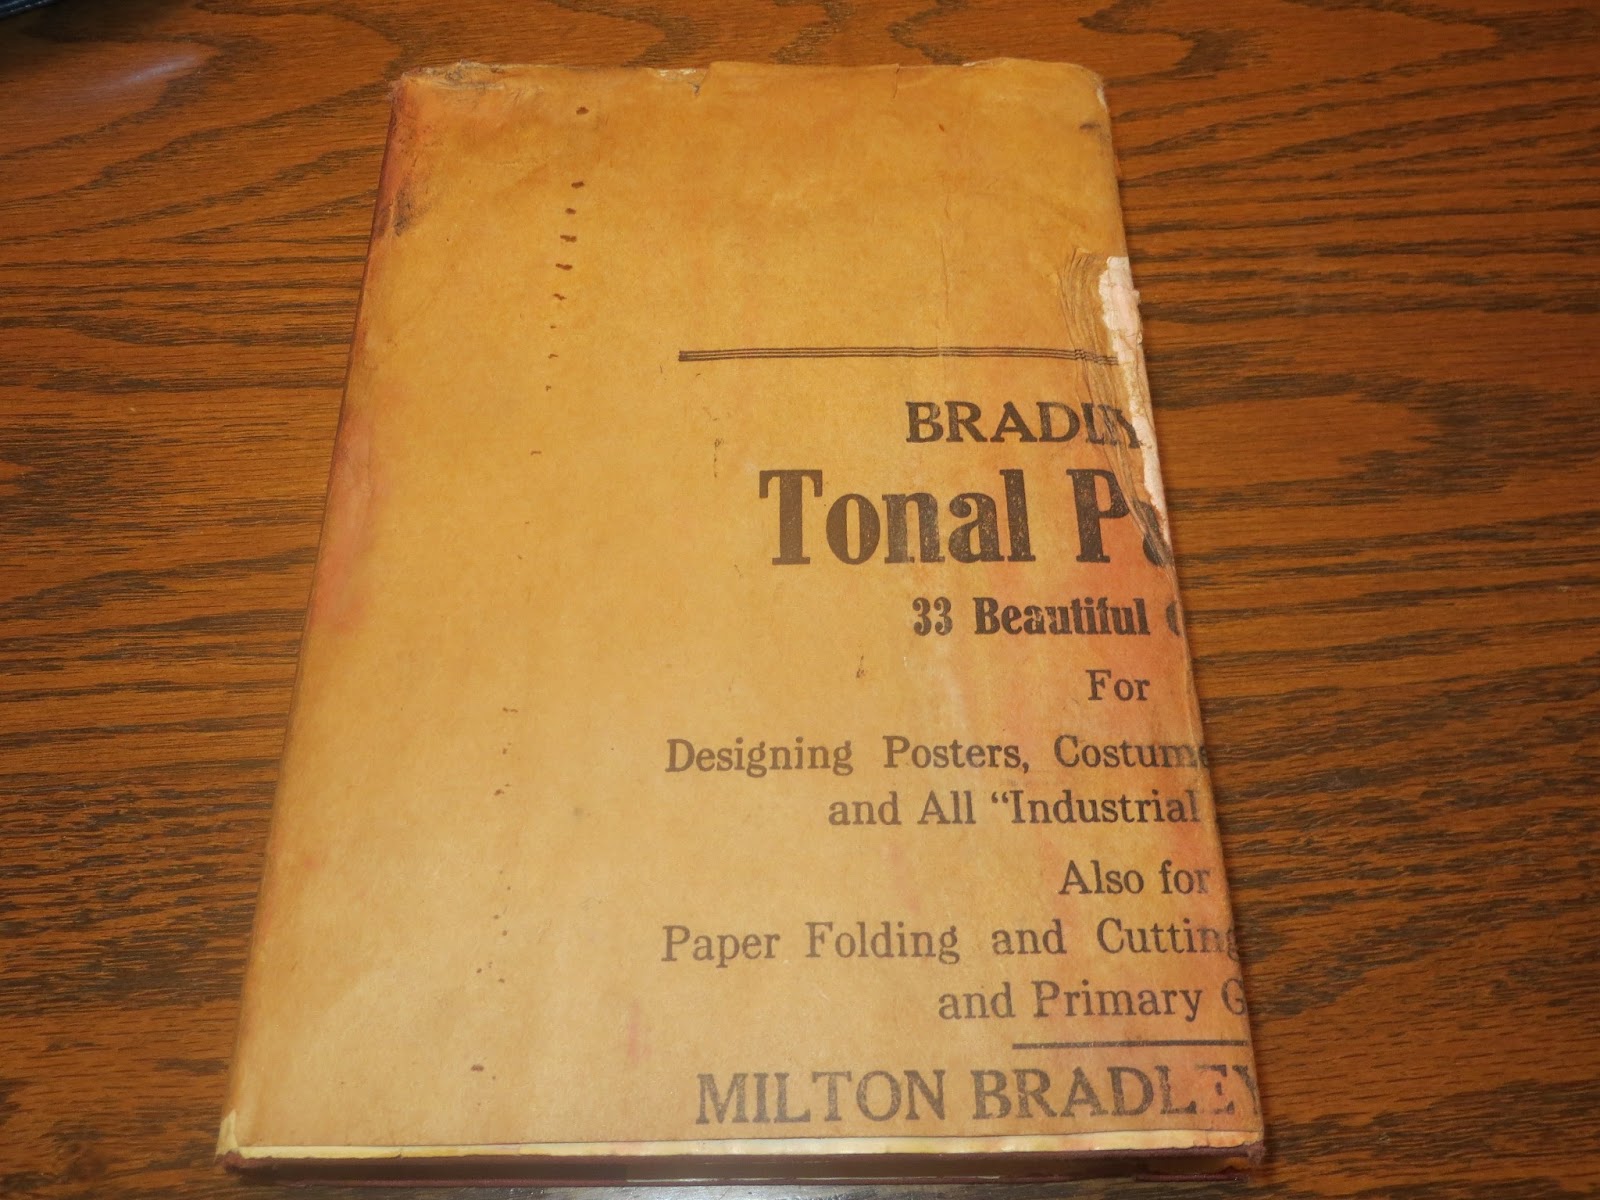 BRADLEY
Tonal Pa
33 Beautiful
For
Designing Posters, Costume
and All “Industrial
Also for
Paper Folding and Cutting
and Primary G
MILTON BRADLEY